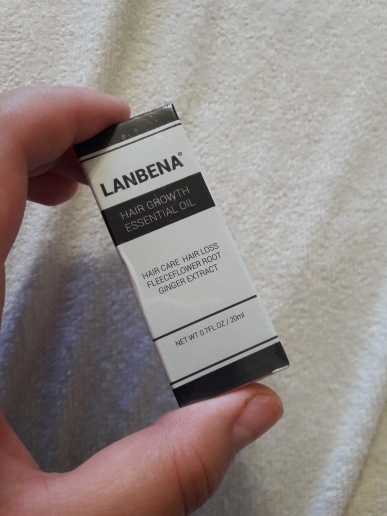 LANBENA®
HAIR GROWTH
ESSENTIAL OIL
HAIR CARE HAIR LOSS
FLEECEFLOWER ROOT
GINGER EXTRACT
NET WT 0.7FL.OZ / 20ml